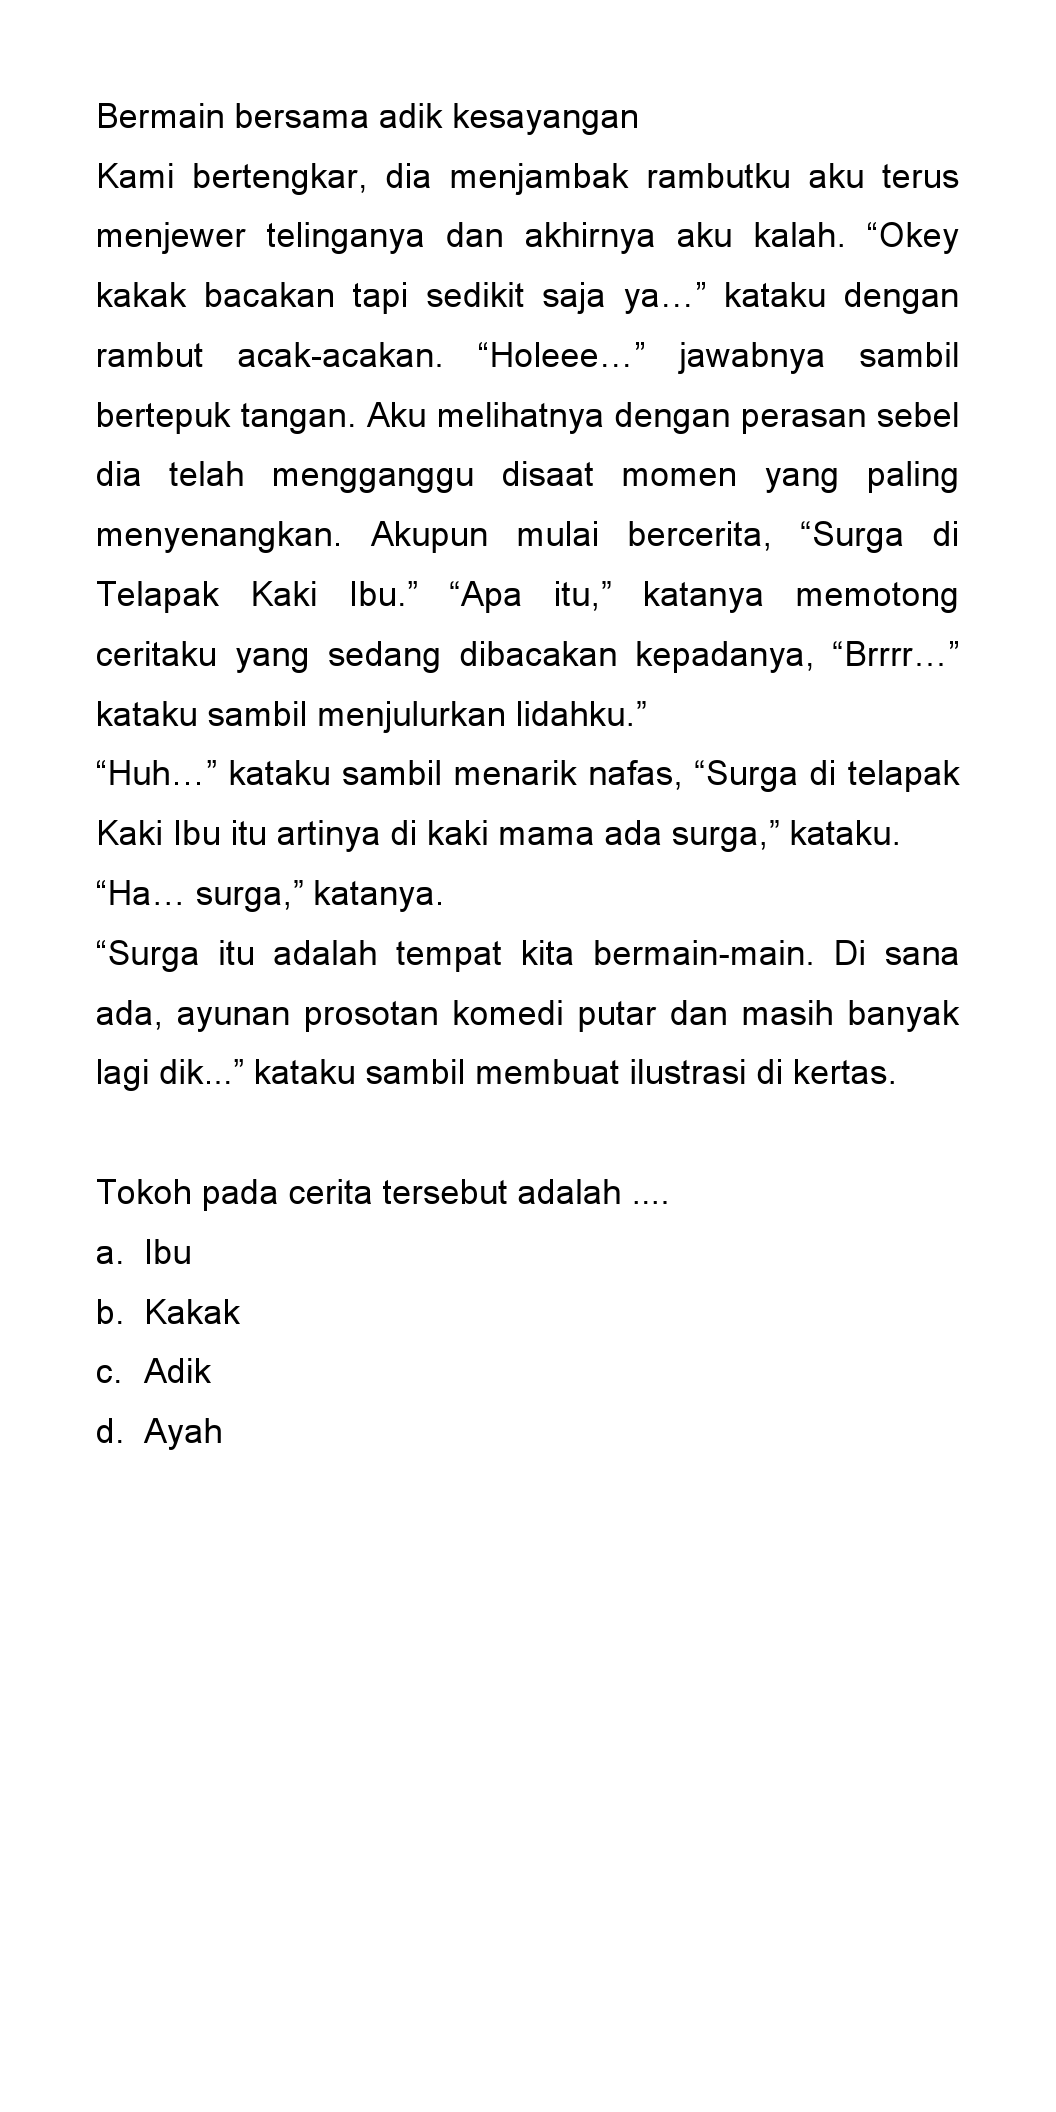 Bermain bersama adik kesayangan
Kami bertengkar, dia menjambak rambutku aku terus
menjewer telinganya dan akhirnya aku kalah. “Okey
kakak bacakan tapi sedikit saja ya…” kataku dengan
rambut acak-acakan. “Holeee…” jawabnya sambil
bertepuk tangan. Aku melihatnya dengan perasan sebel
dia telah mengganggu disaat momen yang paling
menyenangkan. Akupun mulai bercerita, “Surga di
Telapak Kaki Ibu.” “Apa itu,” katanya memotong
ceritaku yang sedang dibacakan kepadanya, “Brrrr…”
kataku sambil menjulurkan lidahku.”
“Huh…” kataku sambil menarik nafas, “Surga di telapak
Kaki Ibu itu artinya di kaki mama ada surga,” kataku.
“Ha… surga,” katanya.
“Surga itu adalah tempat kita bermain-main. Di sana
ada, ayunan prosotan komedi putar dan masih banyak
lagi dik...” kataku sambil membuat ilustrasi di kertas.
Tokoh pada cerita tersebut adalah ....
a. Ibu
b. Kakak
c. Adik
d. Ayah